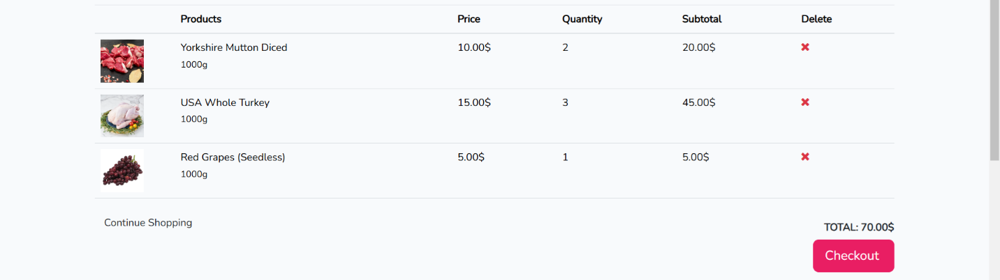 Products Price Quantity Subtotal Delete
Yorkshire Mutton Diced 10.00$ 2 20.00$
1000g
USA Whole Turkey 15.00$ 3 45.00$
1000g
Red Grapes (Seedless) 5.00$ 1 5.00$
1000g
Continue Shopping
TOTAL: 70.00$
Checkout